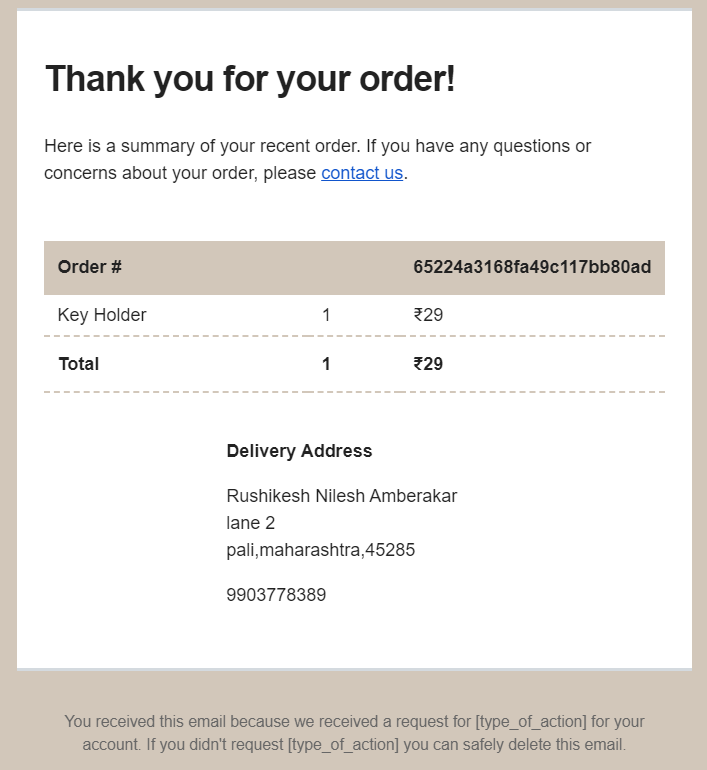 Thank you for your order!
Here is a summary of your recent order. If you have any questions or
concerns about your order, please contact us.
Order # 65224a3168fa49c117bb80ad
Key Holder 1 ₹29
Total 1 ₹29
Delivery Address
Rushikesh Nilesh Amberakar
lane 2
pali,maharashtra,45285
9903778389
You received this email because we received a request for [type_of_action] for your
account. If you didn't request [type_of_action] you can safely delete this email.